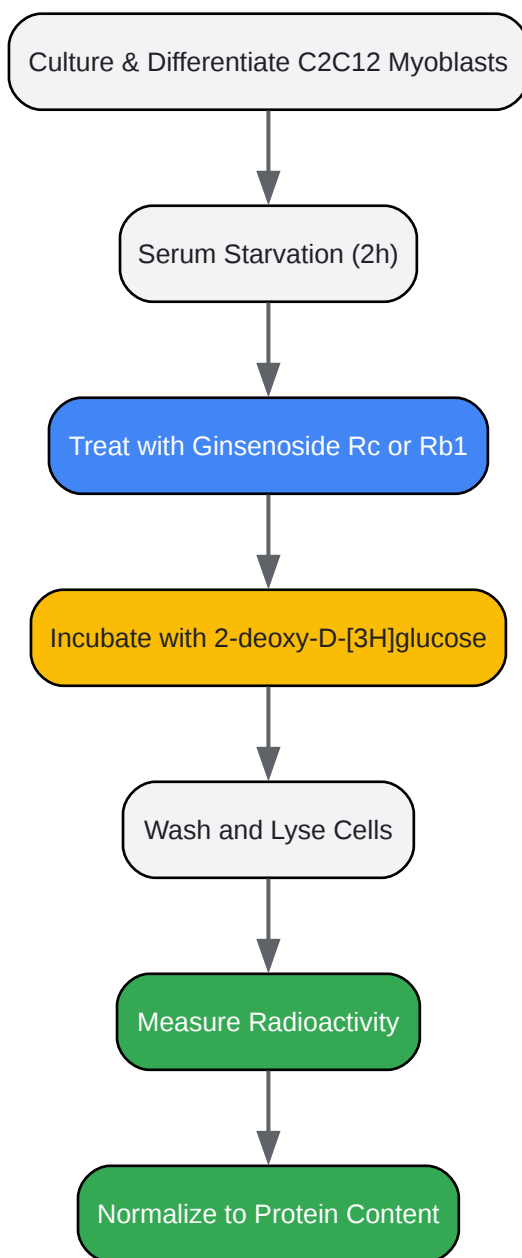 Culture & Differentiate C2C12 Myoblasts
Serum Starvation (2h)
Treat with Ginsenoside Rc or Rb1
Incubate with 2-deoxy-D-[3H]glucose
Wash and Lyse Cells
Measure Radioactivity
Normalize to Protein Content